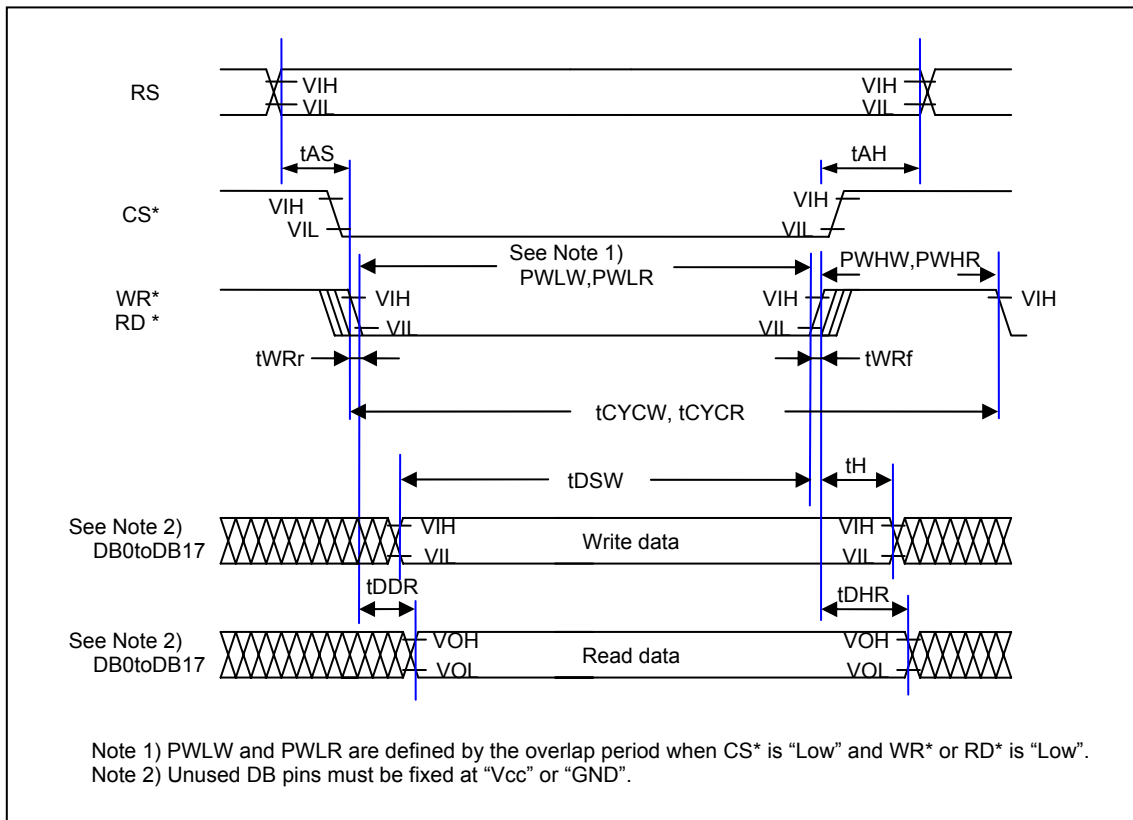 RS
VIH
VIL
VIH
VIL
tAS
tAH
CS*
VIH
VIL
VIH
VIL
See Note 1)
PWLW,PWLR
PWHW,PWHR
WR*
RD *
VIH
VIL
VIH
VIL
VIH
tWRr
tWRf
tCYCW, tCYCR
tDSW
tH
See Note 2)
DB0toDB17
VIH
VIL
Write data
VIH
VIL
tDDR
tDHR
See Note 2)
DB0toDB17
VOH
VOL
Read data
VOH
VOL
Note 1) PWLW and PWLR are defined by the overlap period when CS* is “Low” and WR* or RD* is “Low”.
Note 2) Unused DB pins must be fixed at “Vcc” or “GND”.